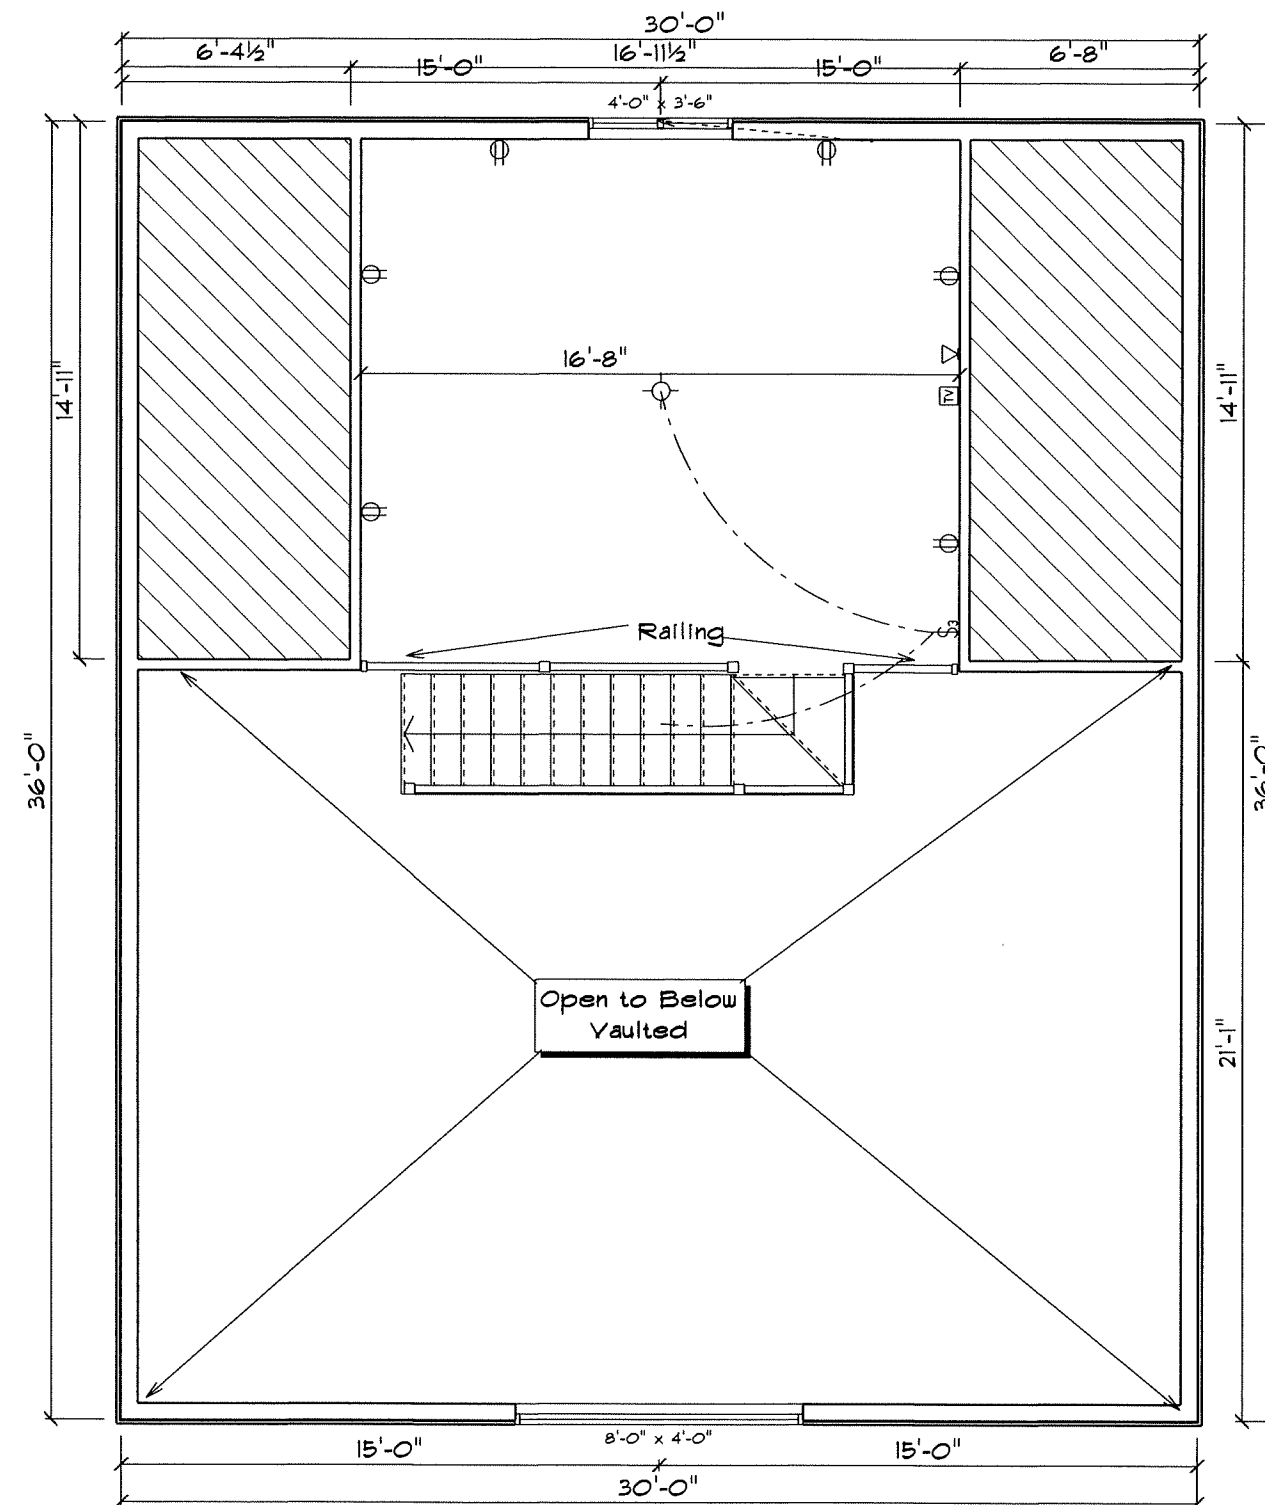 30'-0"
6'-4½"
16'-11½"
6'-8"
15'-0"
15'-0"
4'-0" x 3'-6"
14'-11"
14'-11"
16'-8"
TV
S3
Railing
36'-0"
36'-0"
Open to Below
Vaulted
21'-1"
8'-0" x 4'-0"
15'-0"
15'-0"
30'-0"